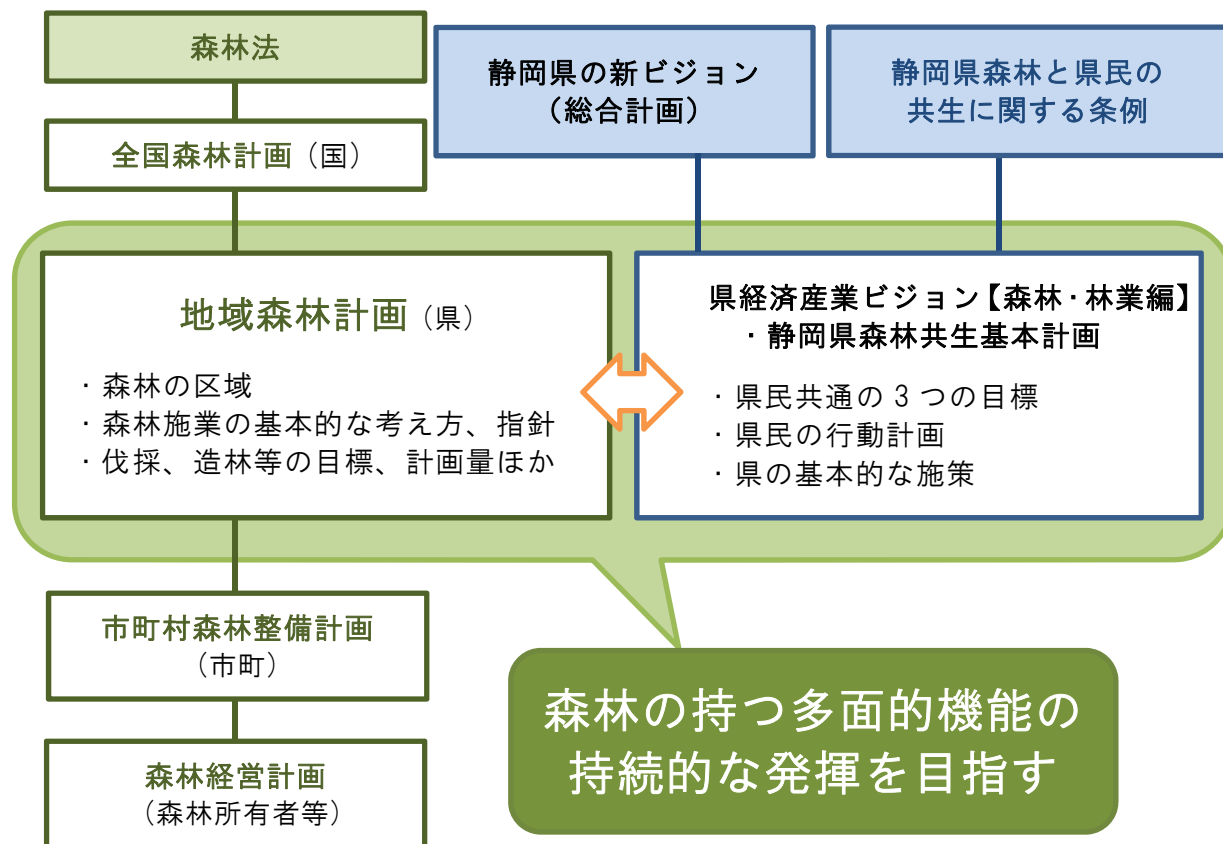 森林法
全国森林計画（国）
静岡県の新ビジョン
（総合計画）
静岡県森林と県民の
共生に関する条例
地域森林計画（県）
・森林の区域
・森林施業の基本的な考え方、指針
・伐採、造林等の目標、計画量ほか
県経済産業ビジョン【森林・林業編】
・静岡県森林共生基本計画
・県民共通の３つの目標
・県民の行動計画
・県の基本的な施策
市町村森林整備計画
（市町）
森林経営計画
（森林所有者等）
森林の持つ多面的機能の
持続的な発揮を目指す